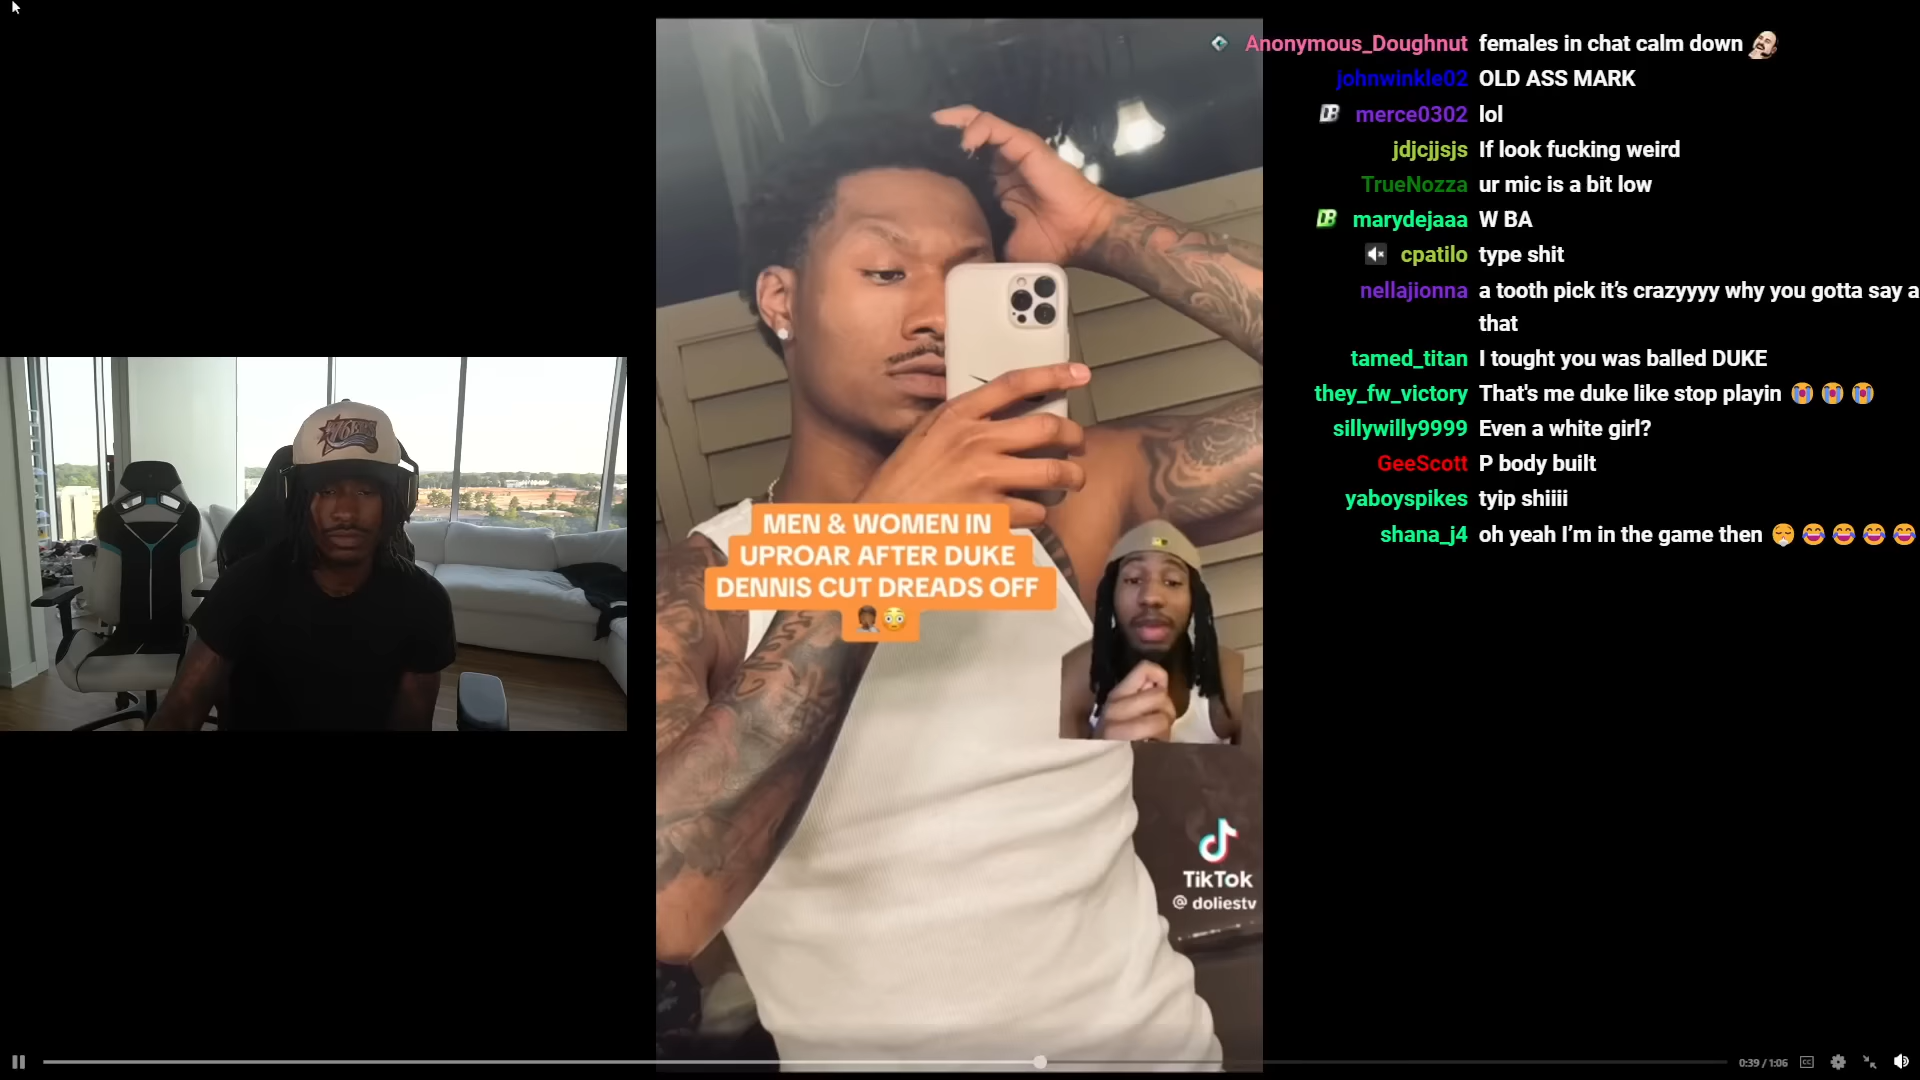 Anonymous_Doughnut females in chat calm down
johnwinkle02 OLD ASS MARK
merce0302 lol
jdjcjjsjs If look fucking weird
TrueNozza ur mic is a bit low
marydejaaa W BA
cpatilo type shit
nellajionna a tooth pick it's crazyyyy why you gotta say a
that
tamed_titan I tought you was balled DUKE
they_fw_victory That's me duke like stop playin
sillywilly9999 Even a white girl?
GeeScott P body built
yaboyspikes tyip shiiii
shana_j4 oh yeah I'm in the game then
76ERS
MEN & WOMEN IN
UPROAR AFTER DUKE
DENNIS CUT DREADS OFF
TikTok
@ doliestv
0:39 / 1:06
CC